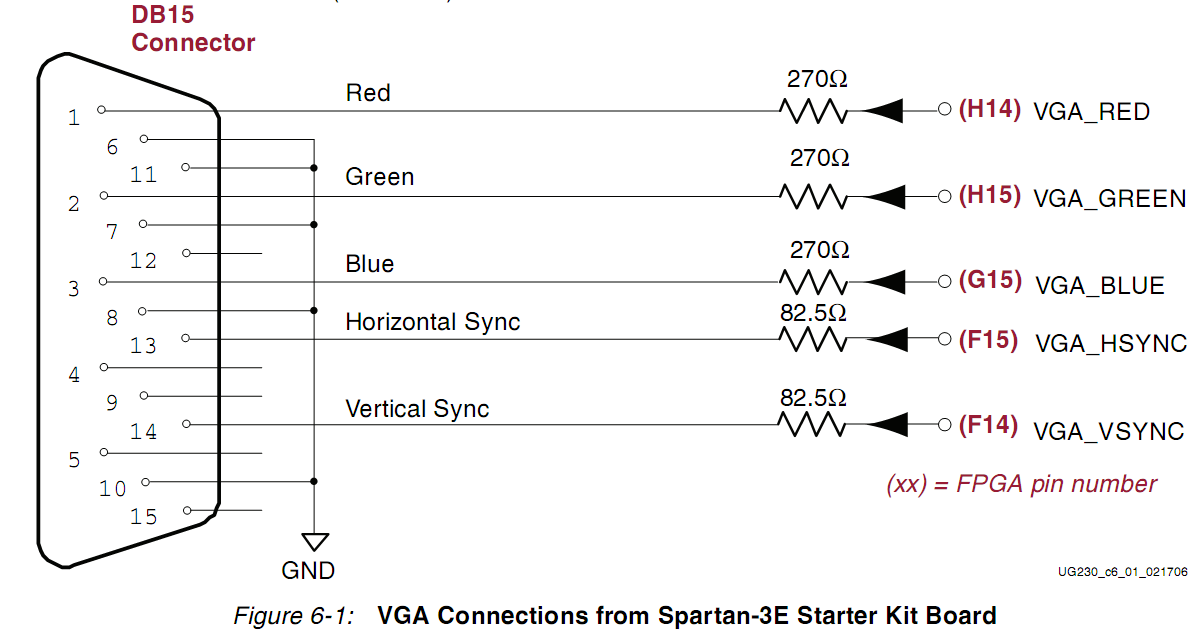 DB15
Connector
1
6
11
2
7
12
3
8
13
4
9
14
5
10
15
Red
Green
Blue
Horizontal Sync
Vertical Sync
GND
270Ω
(H14) VGA_RED
270Ω
(H15) VGA_GREEN
270Ω
(G15) VGA_BLUE
82.5Ω
(F15) VGA_HSYNC
82.5Ω
(F14) VGA_VSYNC
(xx) = FPGA pin number
UG230_c6_01_021706
Figure 6-1: VGA Connections from Spartan-3E Starter Kit Board